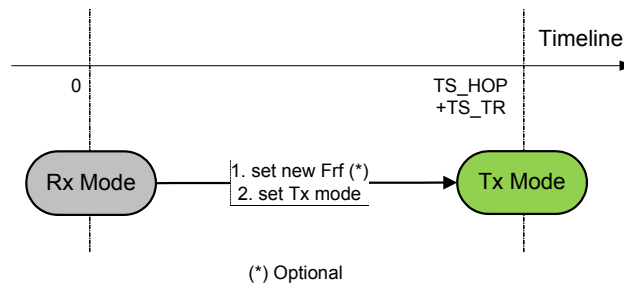 Timeline
0
TS_HOP
+TS_TR
Rx Mode
1. set new Frf (*)
2. set Tx mode
Tx Mode
(*) Optional